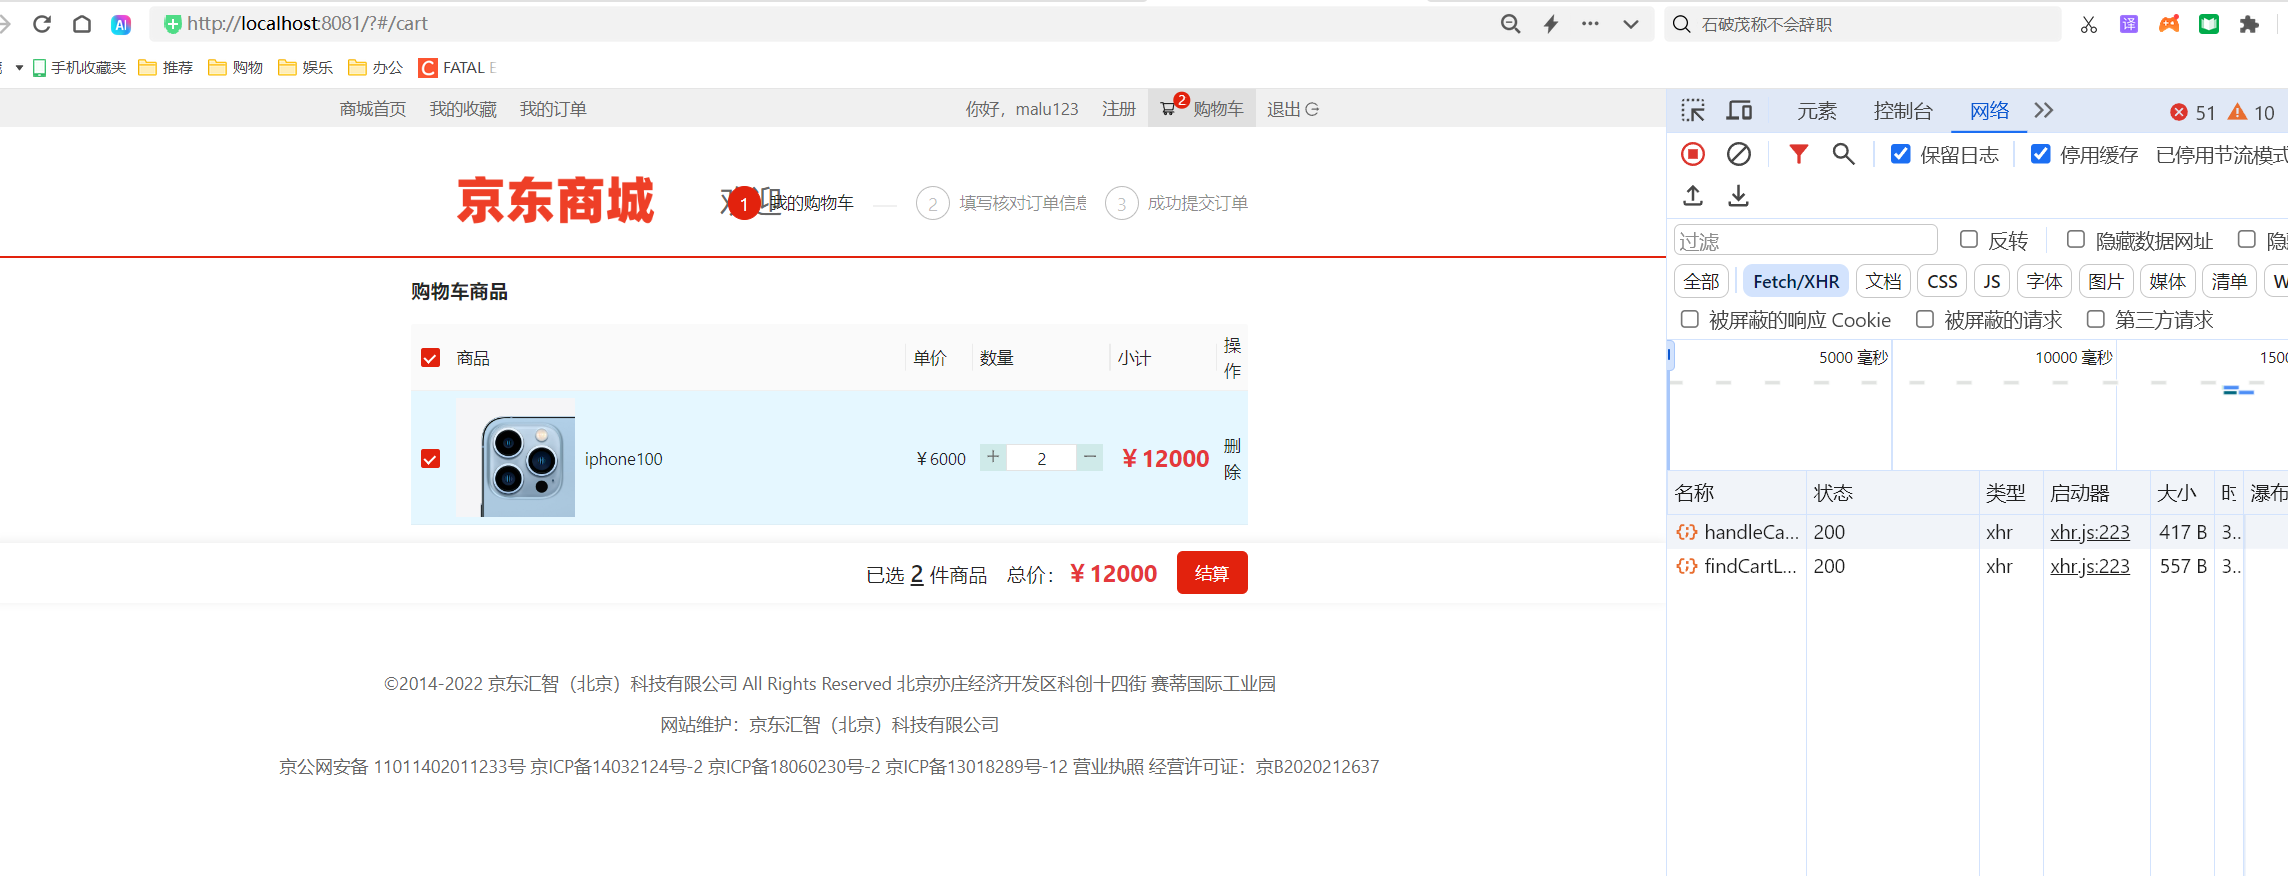 http://localhost:8081/?#/cart
石破茂称不会辞职
手机收藏夹 推荐 购物 娱乐 办公 FATAL E
商城首页 我的收藏 我的订单 你好，malu123 注册 2 购物车 退出
京东商城
欢迎
1 我的购物车 2 填写核对订单信息 3 成功提交订单
购物车商品
商品 单价 数量 小计 操作
iphone100 ¥6000 + 2 − ¥12000 删除
已选 2 件商品 总价：¥12000 结算
©2014-2022 京东汇智（北京）科技有限公司 All Rights Reserved 北京亦庄经济开发区科创十四街 赛蒂国际工业园
网站维护：京东汇智（北京）科技有限公司
京公网安备 11011402011233号 京ICP备14032124号-2 京ICP备18060230号-2 京ICP备13018289号-12 营业执照 经营许可证：京B2020212637
元素 控制台 网络 51 10
保留日志 停用缓存 已停用节流模式
过滤 反转 隐藏数据网址 隐
全部 Fetch/XHR 文档 CSS JS 字体 图片 媒体 清单 W
被屏蔽的响应 Cookie 被屏蔽的请求 第三方请求
5000 毫秒 10000 毫秒 1500
名称 状态 类型 启动器 大小 时 瀑布
handleCa... 200 xhr xhr.js:223 417 B 3..
findCartL... 200 xhr xhr.js:223 557 B 3..